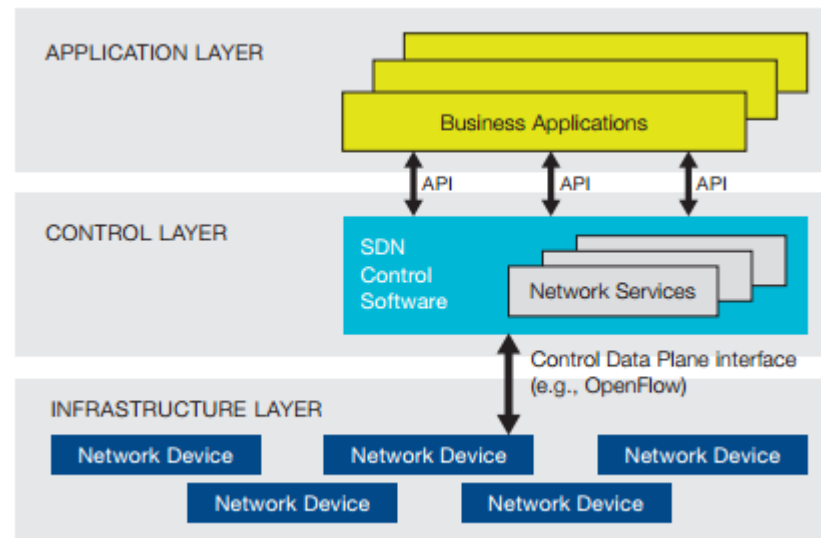 APPLICATION LAYER
Business Applications
API
API
API
CONTROL LAYER
SDN
Control
Software
Network Services
Control Data Plane interface
(e.g., OpenFlow)
INFRASTRUCTURE LAYER
Network Device
Network Device
Network Device
Network Device
Network Device